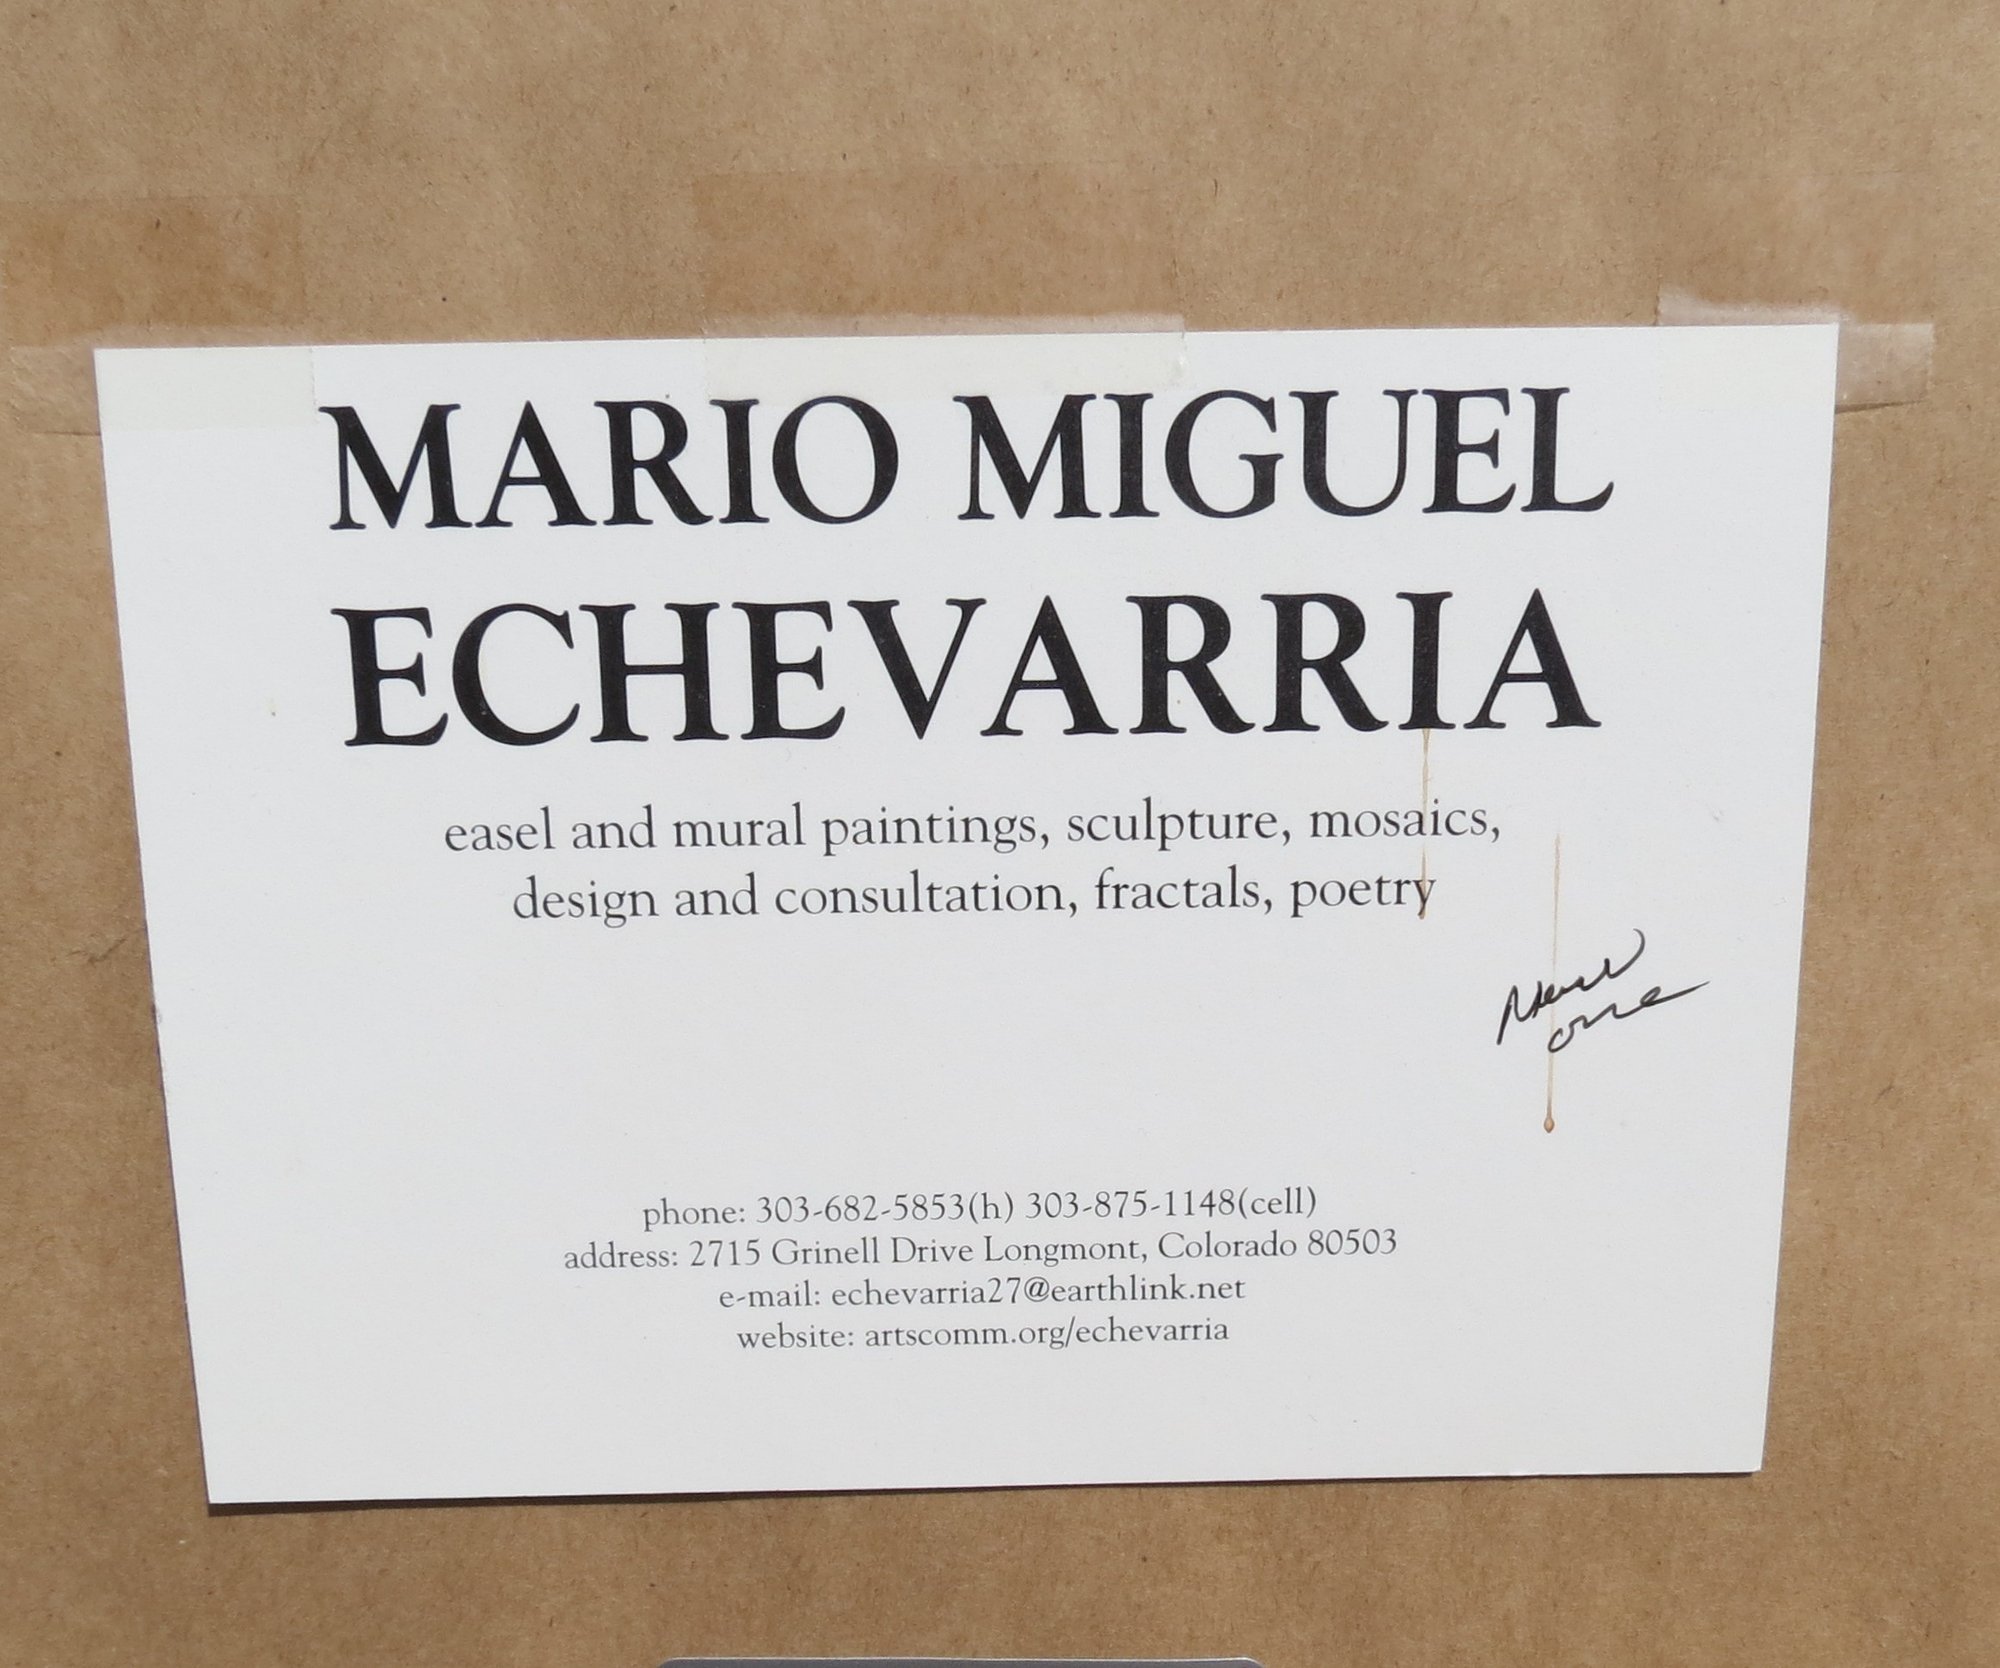 MARIO MIGUEL
ECHEVARRIA
easel and mural paintings, sculpture, mosaics,
design and consultation, fractals, poetry
phone: 303-682-5853(h) 303-875-1148(cell)
address: 2715 Grinell Drive Longmont, Colorado 80503
e-mail: echevarria27@earthlink.net
website: artscomm.org/echevarria